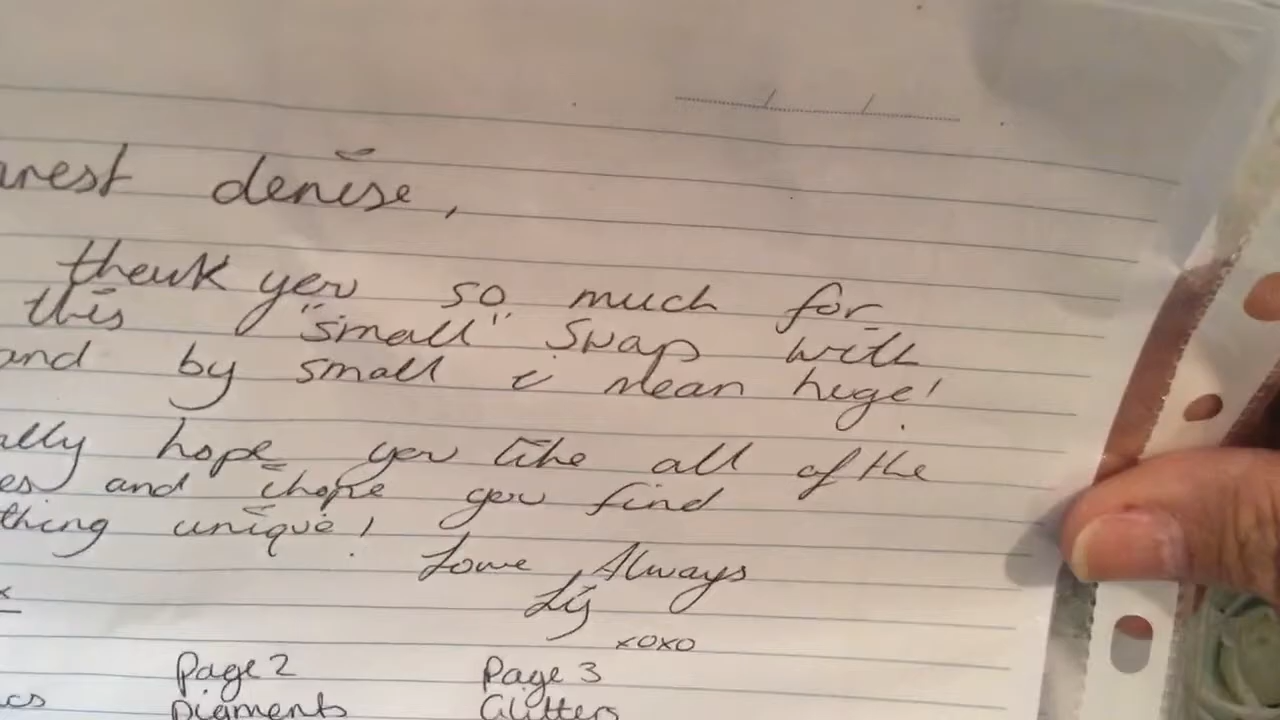 arest denise,
thank you so much for
this "small" swap with
and by small i mean huge!
ally hope you like all of the
es and i hope you find
thing unique!
Love Always
Liz
xoxo
x
Page 2 Page 3
cs Pigments Glitters